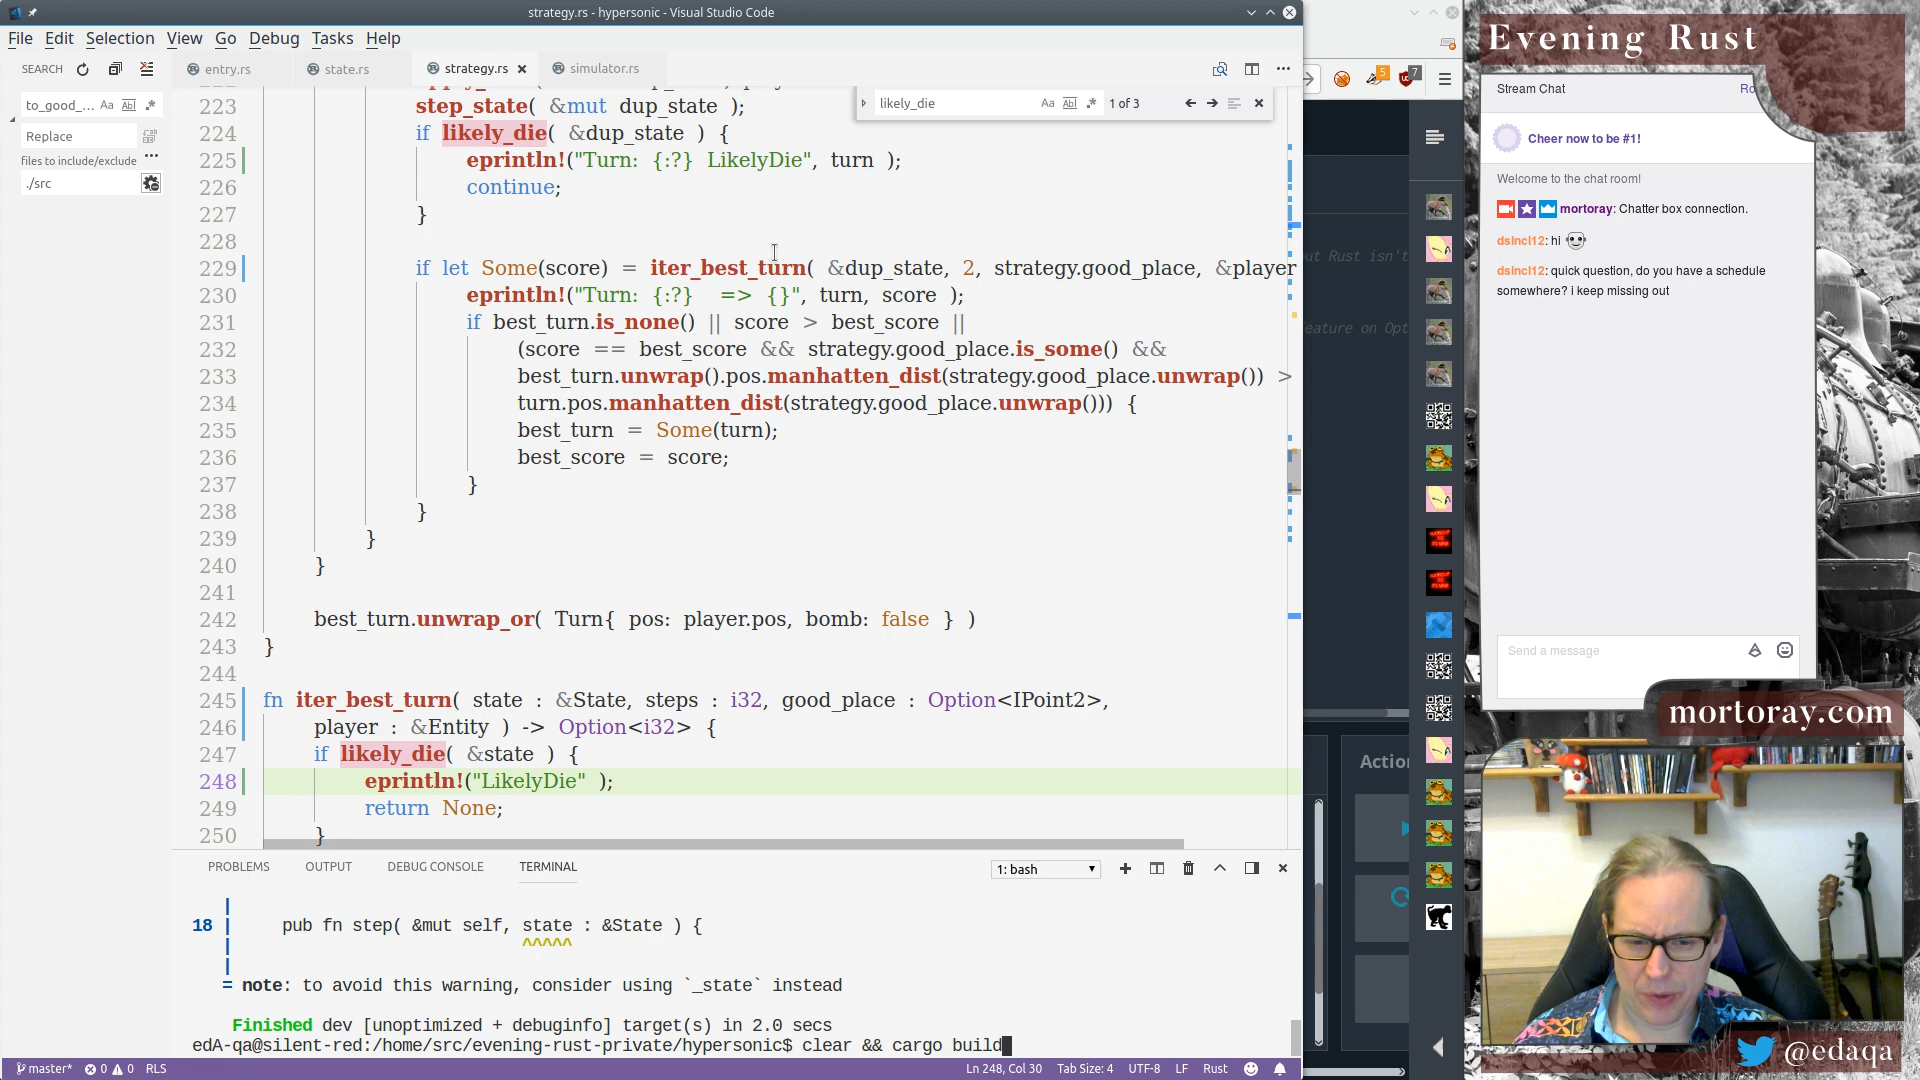 strategy.rs - hypersonic - Visual Studio Code
File Edit Selection View Go Debug Tasks Help
SEARCH
entry.rs
state.rs
strategy.rs
simulator.rs
to_good_...
Replace
files to include/exclude
./src
likely_die
1 of 3
223 step_state( &mut dup_state );
224 if likely_die( &dup_state ) {
225 eprintln!("Turn: {:?} LikelyDie", turn );
226 continue;
227 }
228
229 if let Some(score) = iter_best_turn( &dup_state, 2, strategy.good_place, &player
230 eprintln!("Turn: {:?}  => {}", turn, score );
231 if best_turn.is_none() || score > best_score ||
232 (score == best_score && strategy.good_place.is_some() &&
233 best_turn.unwrap().pos.manhatten_dist(strategy.good_place.unwrap()) >
234 turn.pos.manhatten_dist(strategy.good_place.unwrap())) {
235 best_turn = Some(turn);
236 best_score = score;
237 }
238 }
239 }
240 }
241
242 best_turn.unwrap_or( Turn{ pos: player.pos, bomb: false } )
243 }
244
245 fn iter_best_turn( state : &State, steps : i32, good_place : Option<IPoint2>,
246 player : &Entity ) -> Option<i32> {
247 if likely_die( &state ) {
248 eprintln!("LikelyDie" );
249 return None;
250 }
PROBLEMS OUTPUT DEBUG CONSOLE TERMINAL
1: bash
|
18 | pub fn step( &mut self, state : &State ) {
| ^^^^^
|
= note: to avoid this warning, consider using `_state` instead
Finished dev [unoptimized + debuginfo] target(s) in 2.0 secs
edA-qa@silent-red:/home/src/evening-rust-private/hypersonic$ clear && cargo build
master* 0 0 RLS
Ln 248, Col 30 Tab Size: 4 UTF-8 LF Rust
5
7
ut Rust isn't
eature on Opt
Action
Evening Rust
Stream Chat
Ro
Cheer now to be #1!
Welcome to the chat room!
mortoray: Chatter box connection.
dsincl12: hi
dsincl12: quick question, do you have a schedule
somewhere? i keep missing out
Send a message
mortoray.com
@edaqa